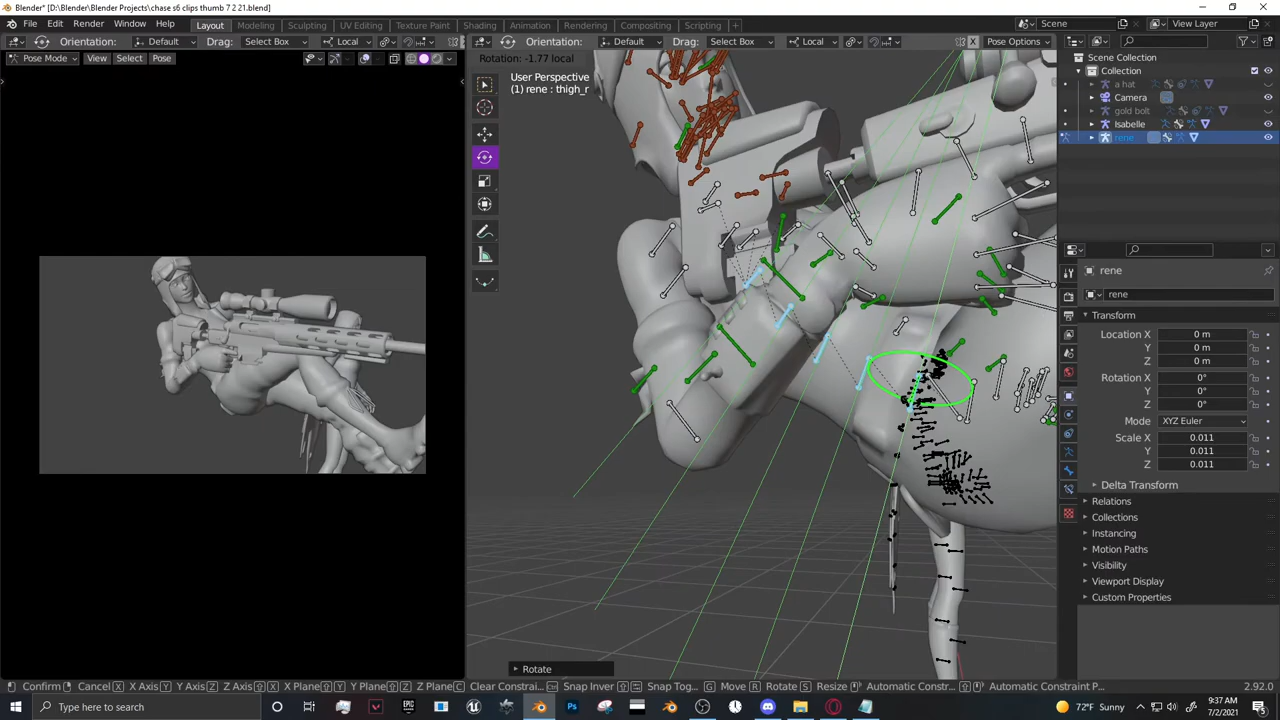 Blender* [D:\Blender\Blender Projects\chase s6 clips thumb 7 2 21.blend]
File Edit Render Window Help
Layout Modeling Sculpting UV Editing Texture Paint Shading Animation Rendering Compositing Scripting
Scene View Layer
Orientation: Default Drag: Select Box Local
Orientation: Default Drag: Select Box Local X Pose Options
Pose Mode View Select Pose
Rotation: -1.77 local
User Perspective
(1) rene : thigh_r
Scene Collection
Collection
a hat
Camera
gold bolt
Isabelle
rene
rene
rene
Transform
Location X 0 m
Y 0 m
Z 0 m
Rotation X 0°
Y 0°
Z 0°
Mode XYZ Euler
Scale X 0.011
Y 0.011
Z 0.011
Delta Transform
Relations
Collections
Instancing
Motion Paths
Visibility
Viewport Display
Custom Properties
Rotate
Confirm Cancel X X Axis Y Y Axis Z Z Axis X X Plane Y Y Plane Z Z Plane C Clear Constrai... Snap Inver Snap Tog... G Move R Rotate S Resize Automatic Constr... Automatic Constraint P...
2.92.0
Type here to search
72°F Sunny
9:37 AM
7/2/2021